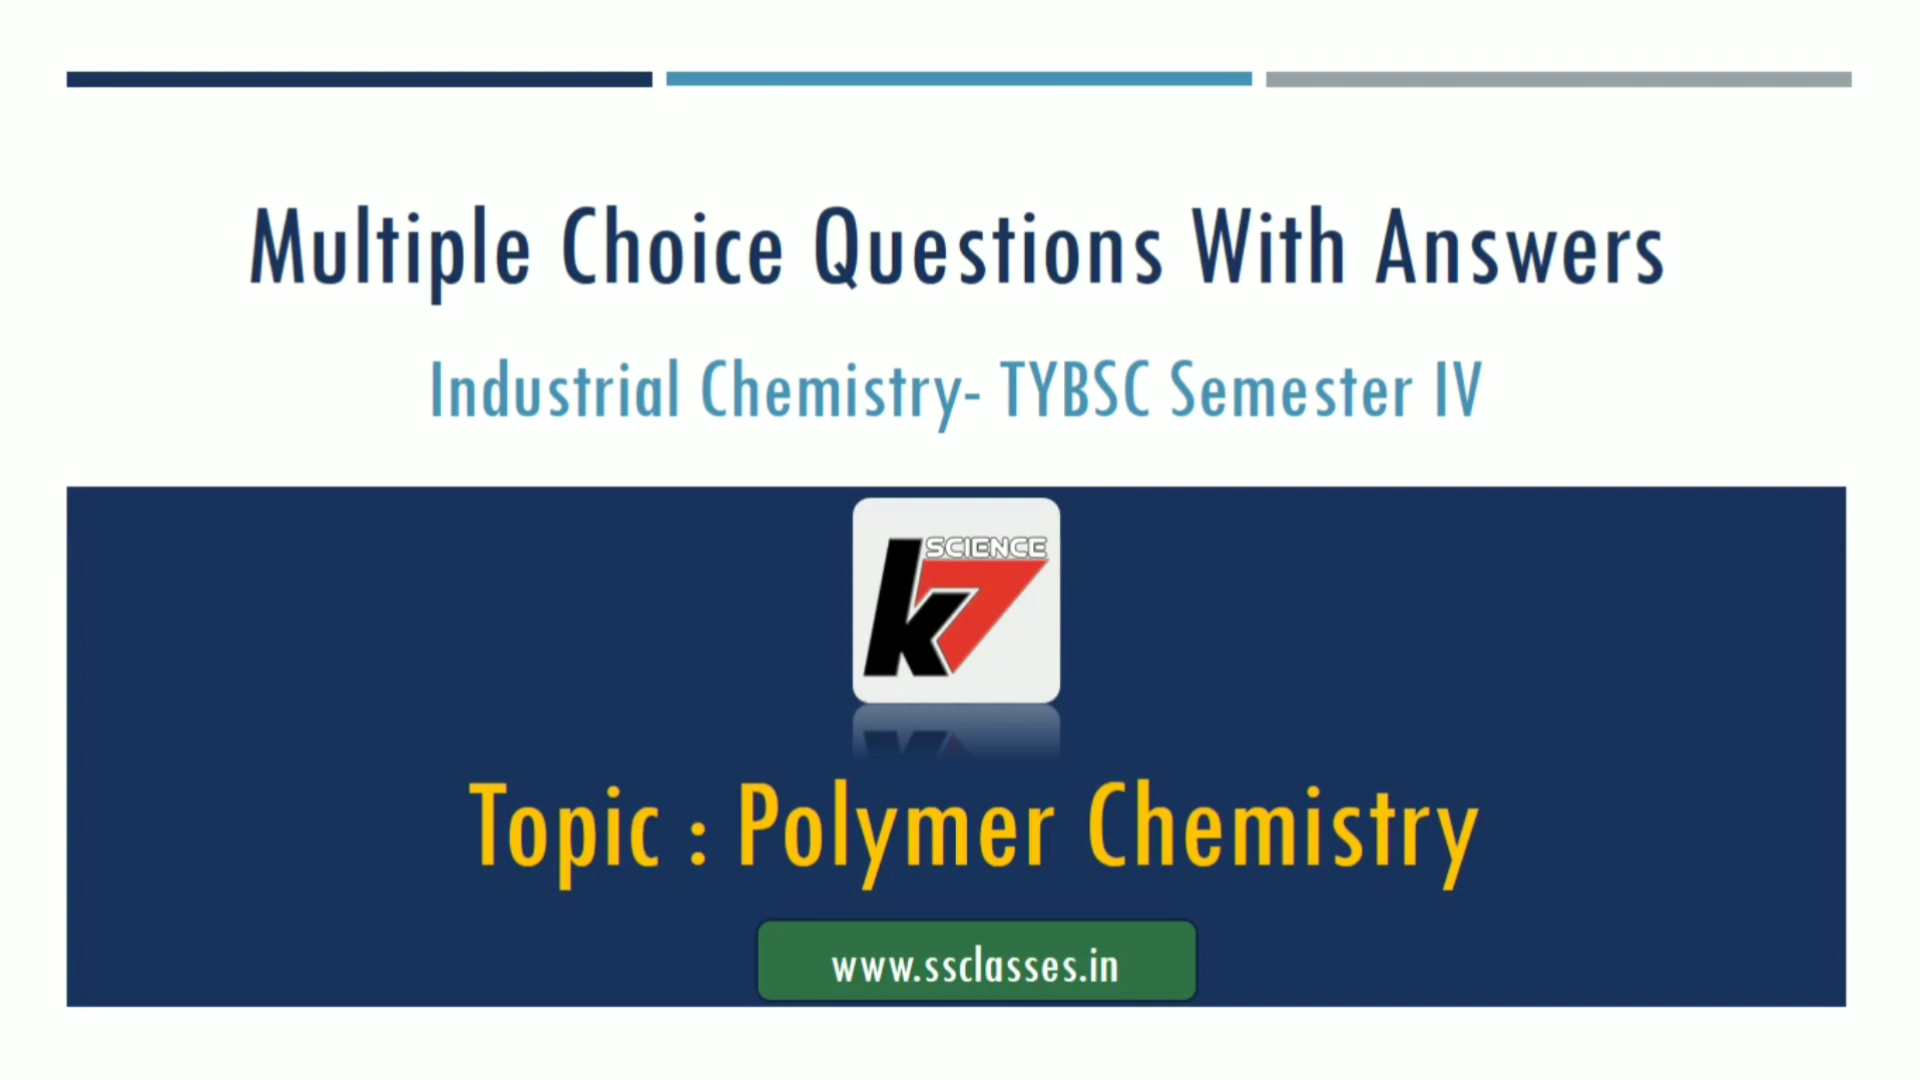 Multiple Choice Questions With Answers
Industrial Chemistry- TYBSC Semester IV
SCIENCE
k7
Topic : Polymer Chemistry
www.ssclasses.in